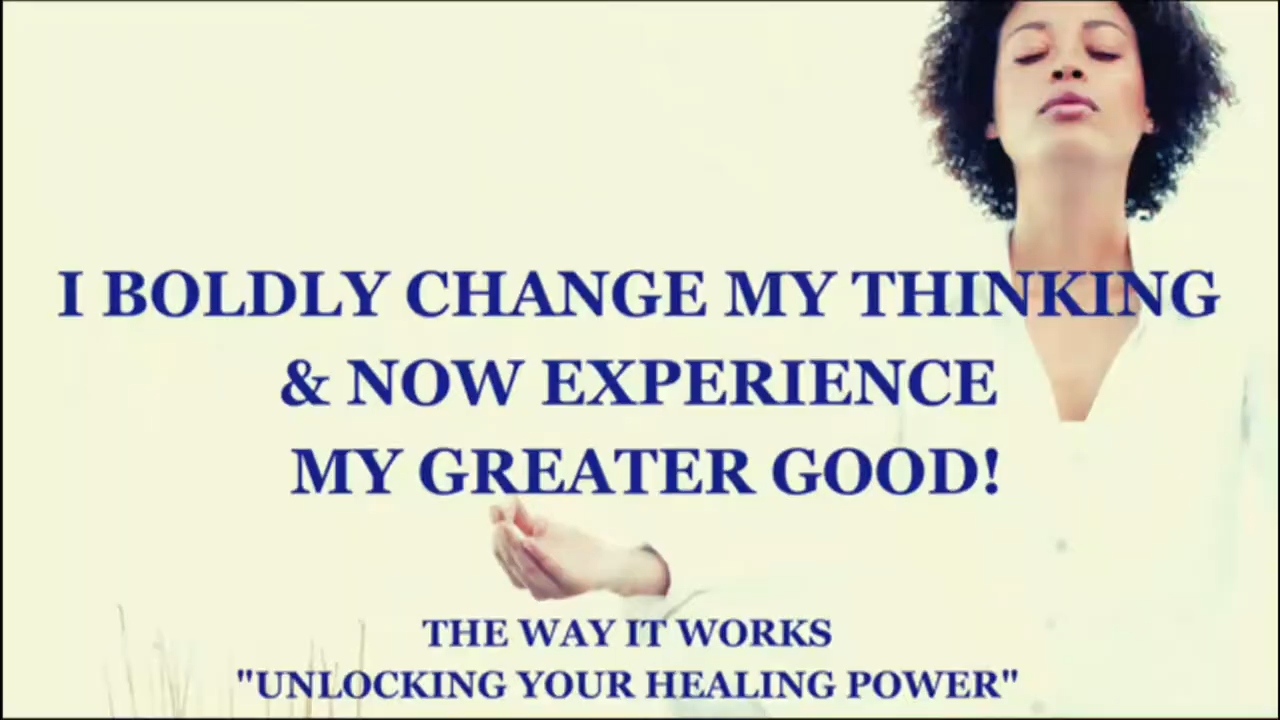 I BOLDLY CHANGE MY THINKING
& NOW EXPERIENCE
MY GREATER GOOD!
THE WAY IT WORKS
"UNLOCKING YOUR HEALING POWER"